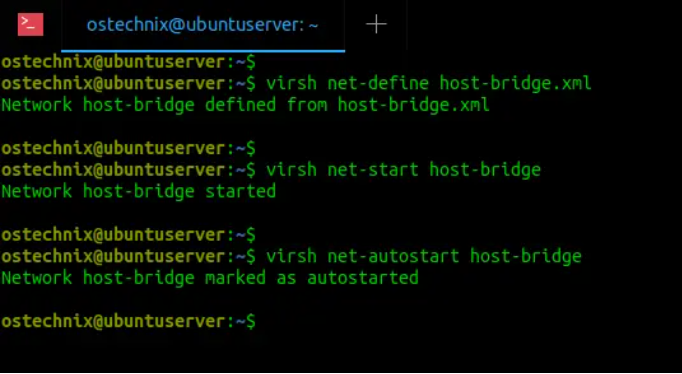 >_ ostechnix@ubuntuserver: ~ +
ostechnix@ubuntuserver:~$
ostechnix@ubuntuserver:~$ virsh net-define host-bridge.xml
Network host-bridge defined from host-bridge.xml
ostechnix@ubuntuserver:~$
ostechnix@ubuntuserver:~$ virsh net-start host-bridge
Network host-bridge started
ostechnix@ubuntuserver:~$
ostechnix@ubuntuserver:~$ virsh net-autostart host-bridge
Network host-bridge marked as autostarted
ostechnix@ubuntuserver:~$